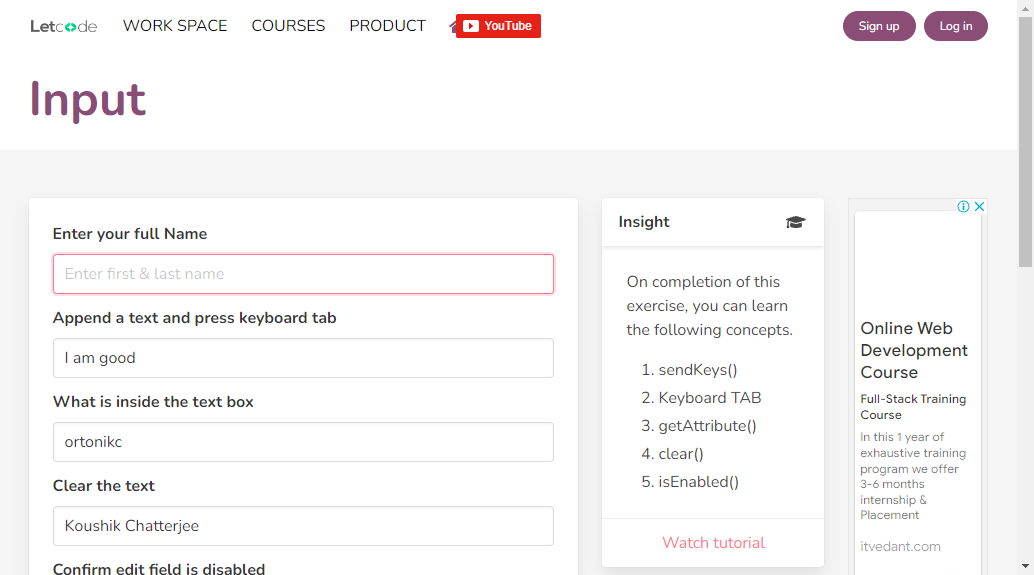 Letcode WORK SPACE COURSES PRODUCT YouTube Sign up Log in
Input
Enter your full Name
Enter first & last name
Append a text and press keyboard tab
I am good
What is inside the text box
ortonikc
Clear the text
Koushik Chatterjee
Confirm edit field is disabled
Insight
On completion of this
exercise, you can learn
the following concepts.
1. sendKeys()
2. Keyboard TAB
3. getAttribute()
4. clear()
5. isEnabled()
Watch tutorial
Online Web
Development
Course
Full-Stack Training
Course
In this 1 year of
exhaustive training
program we offer
3-6 months
internship &
Placement
itvedant.com